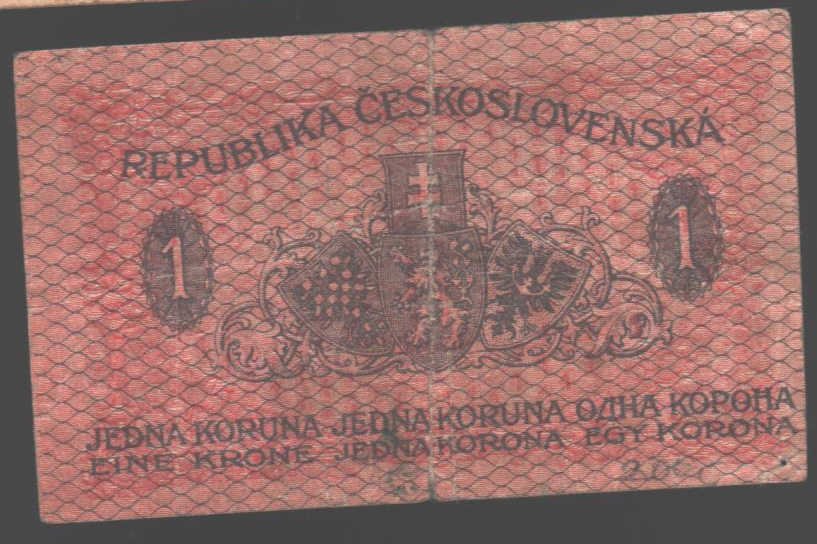 REPUBLIKA ČESKOSLOVENSKÁ
1 1
JEDNA KORUNA JEDNA KORUNA ОДНА КОРОНА
EINE KRONE JEDNA KORONA EGY KORONA